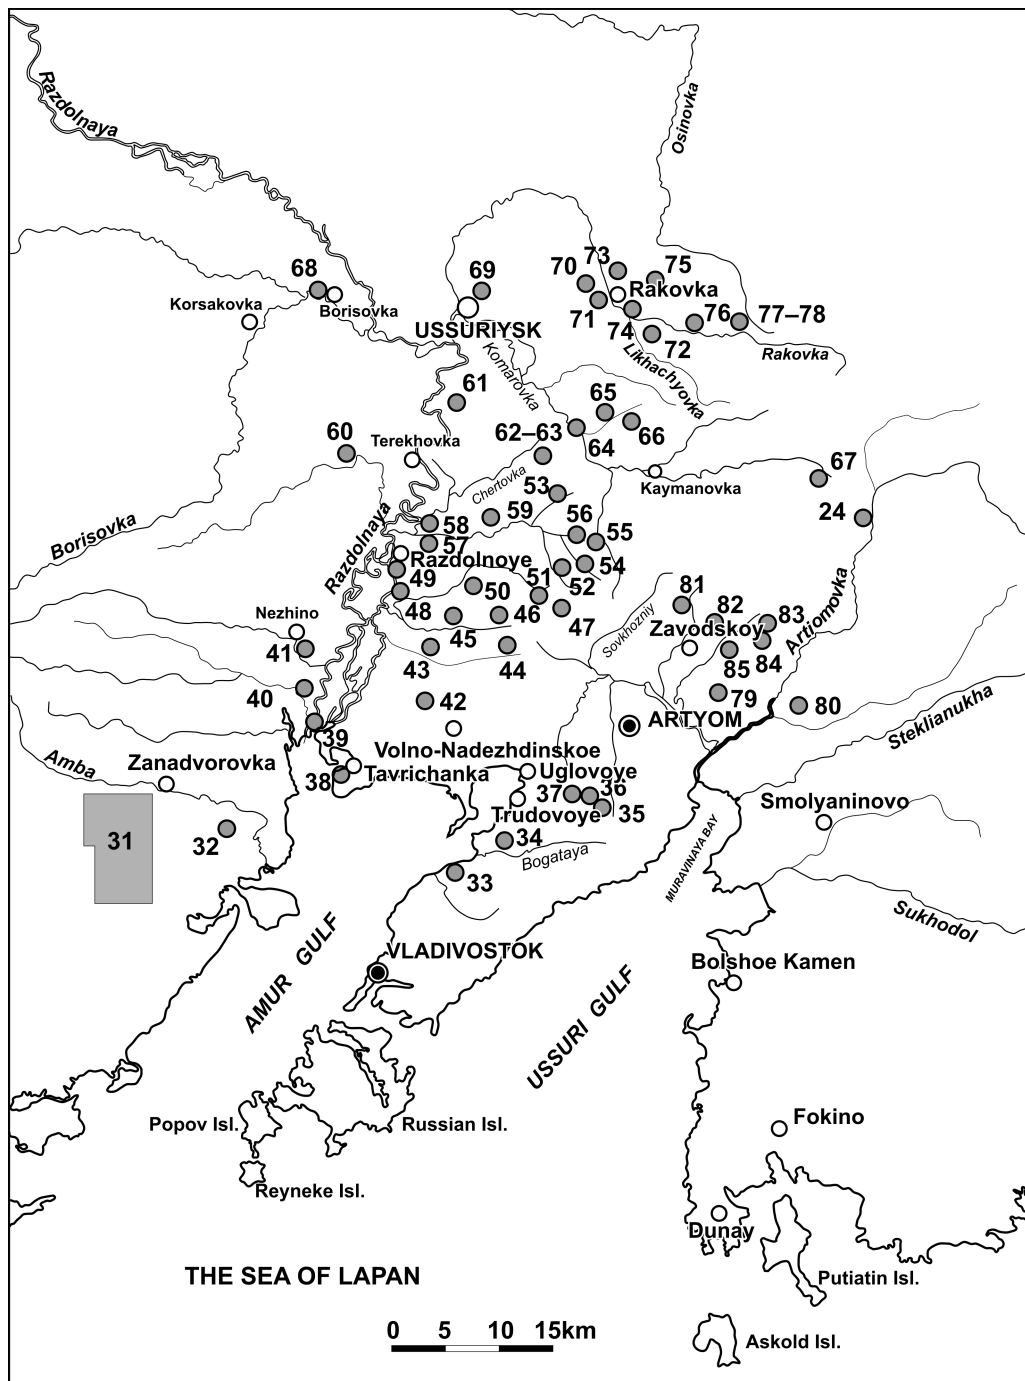 Razdolnaya
Osinovka
73
70
75
68
69
Rakovka
Korsakovka
Borisovka
71
76
77–78
USSURIYSK
74
72
Rakovka
Komarovka
Likhachyovka
61
65
60
62–63
64
66
Terekhovka
67
Kaymanovka
Chertovka
53
24
59
56
58
55
Borisovka
Razdolnaya
57
Razdolnoye
54
49
51
52
81
50
48
46
47
82
83
Nezhino
45
Sovkhozniy
Zavodskoy
Artiomovka
41
43
44
85
84
40
42
79
80
ARTYOM
Steklianukha
39
Volno-Nadezhdinskoe
Amba
Zanadvorovka
38
Tavrichanka
Uglovoye
37
36
Smolyaninovo
Trudovoye
35
31
32
34
MURAVINAYA BAY
Bogataya
33
Sukhodol
AMUR GULF
VLADIVOSTOK
Bolshoe Kamen
USSURI GULF
Popov Isl.
Russian Isl.
Fokino
Reyneke Isl.
Dunay
THE SEA OF LAPAN
Putiatin Isl.
0 5 10 15km
Askold Isl.